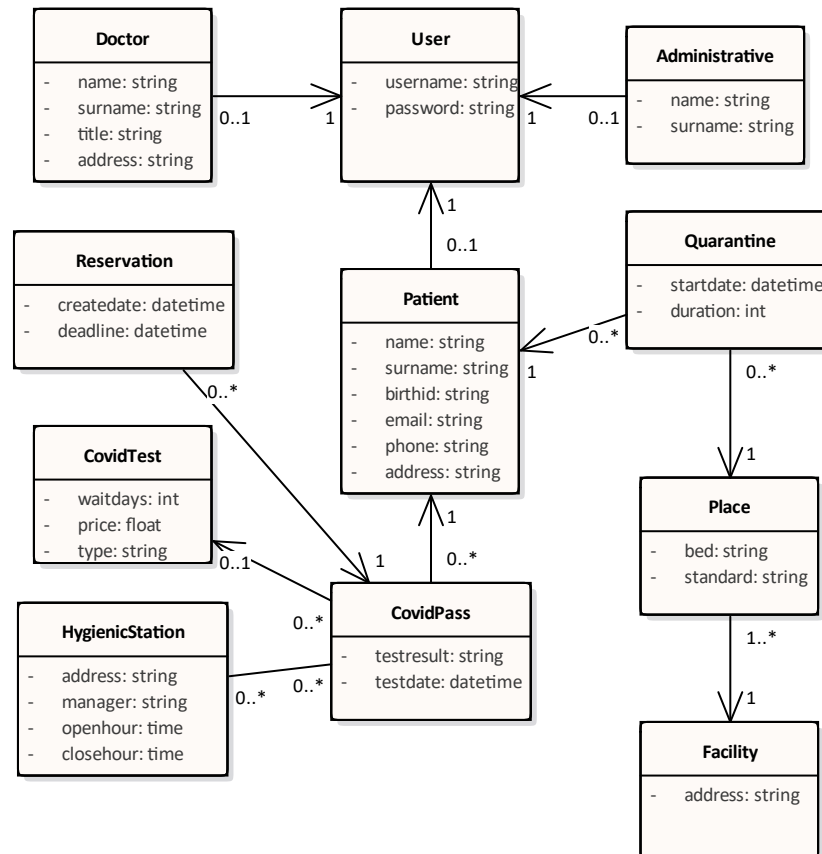 Doctor
- name: string
- surname: string
- title: string
- address: string
User
- username: string
- password: string
Administrative
- name: string
- surname: string
0..1
1
1
0..1
1
0..1
Reservation
- createdate: datetime
- deadline: datetime
Patient
- name: string
- surname: string
- birthid: string
- email: string
- phone: string
- address: string
Quarantine
- startdate: datetime
- duration: int
0..*
1
0..*
0..*
1
CovidTest
- waitdays: int
- price: float
- type: string
Place
- bed: string
- standard: string
1
0..*
0..1
1
0..*
CovidPass
- testresult: string
- testdate: datetime
HygienicStation
- address: string
- manager: string
- openhour: time
- closehour: time
0..*
0..*
1..*
1
Facility
- address: string